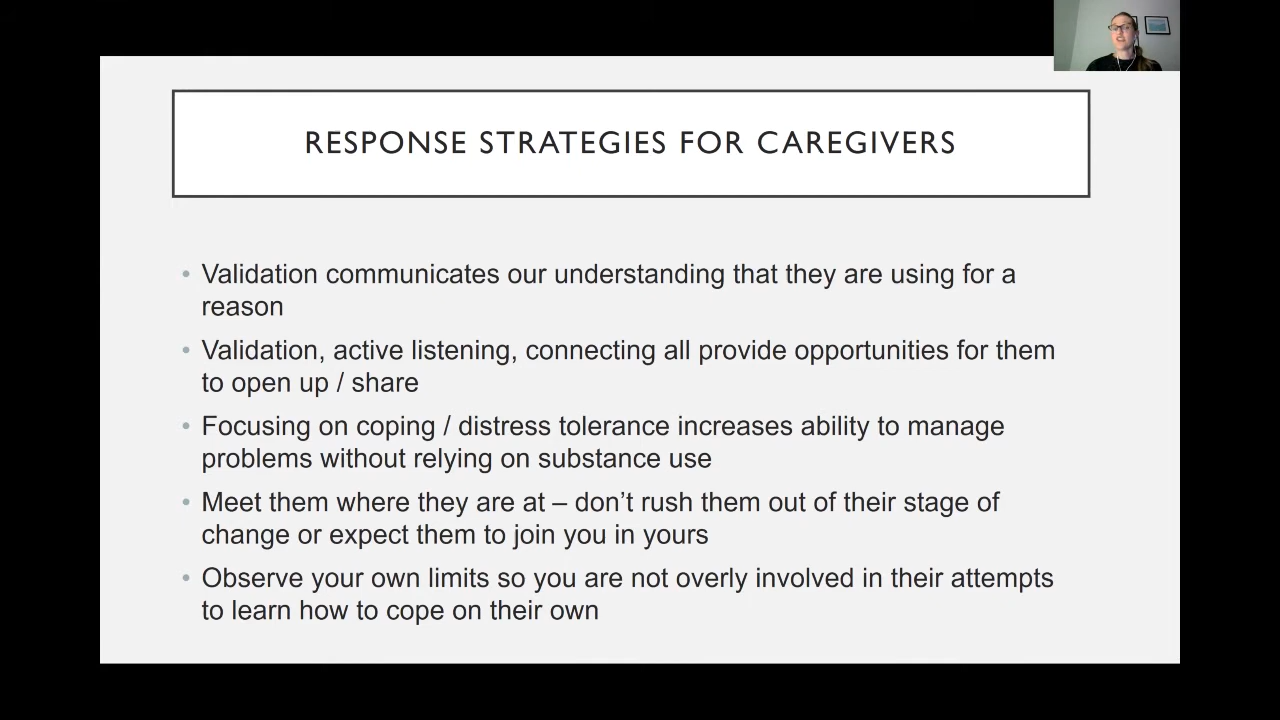 RESPONSE STRATEGIES FOR CAREGIVERS
• Validation communicates our understanding that they are using for a
reason
• Validation, active listening, connecting all provide opportunities for them
to open up / share
• Focusing on coping / distress tolerance increases ability to manage
problems without relying on substance use
• Meet them where they are at – don’t rush them out of their stage of
change or expect them to join you in yours
• Observe your own limits so you are not overly involved in their attempts
to learn how to cope on their own